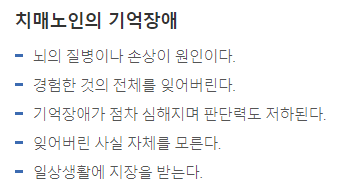 치매노인의 기억장애
- 뇌의 질병이나 손상이 원인이다.
- 경험한 것의 전체를 잊어버린다.
- 기억장애가 점차 심해지며 판단력도 저하된다.
- 잊어버린 사실 자체를 모른다.
- 일상생활에 지장을 받는다.